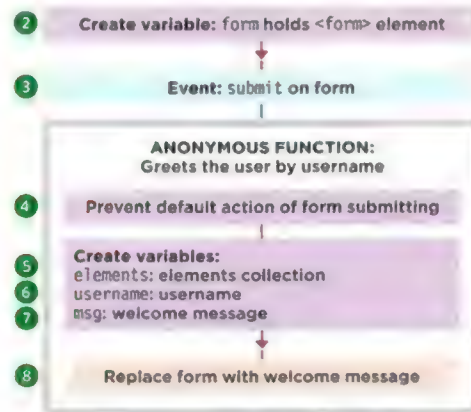 2 Create variable: form holds <form> element
3 Event: submit on form
ANONYMOUS FUNCTION:
Greets the user by username
4 Prevent default action of form submitting
Create variables:
5 elements: elements collection
6 username: username
7 msg: welcome message
8 Replace form with welcome message